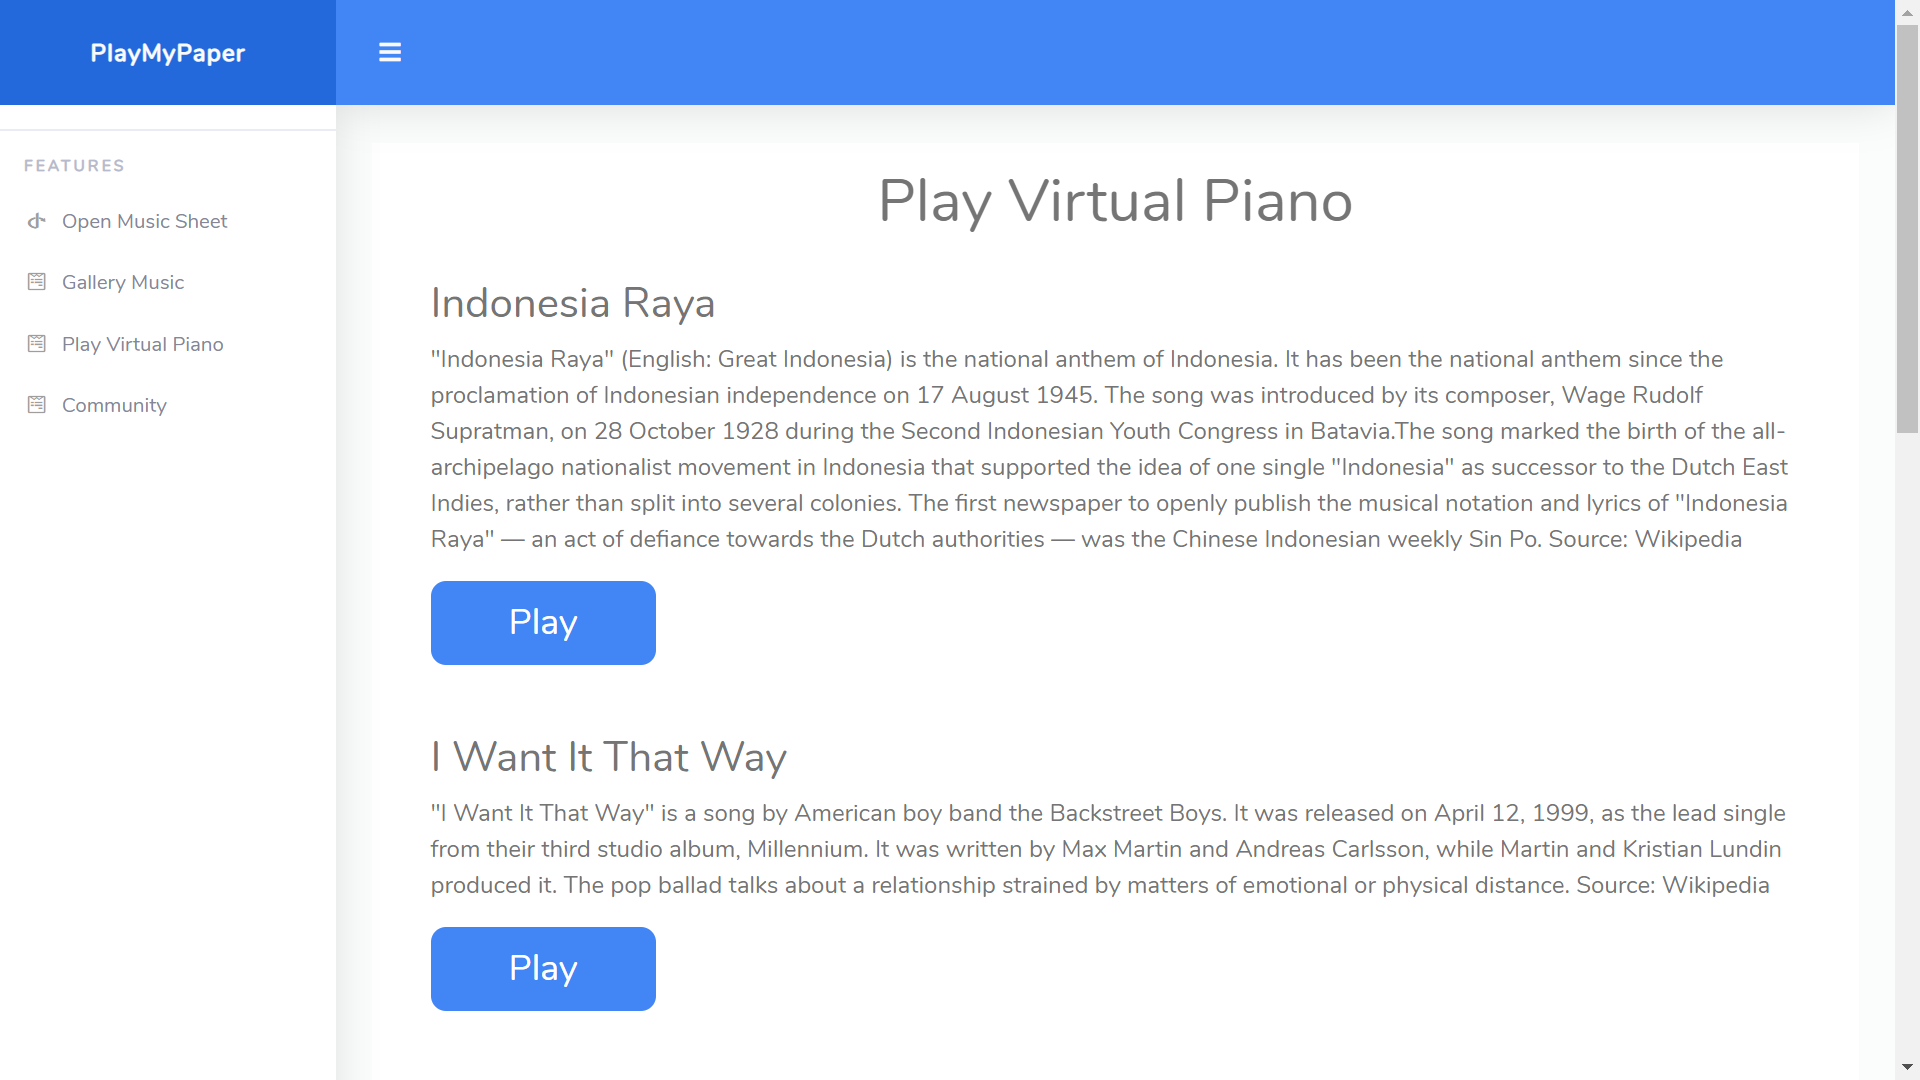 PlayMyPaper
FEATURES
Open Music Sheet
Gallery Music
Play Virtual Piano
Community
Play Virtual Piano
Indonesia Raya
"Indonesia Raya" (English: Great Indonesia) is the national anthem of Indonesia. It has been the national anthem since the
proclamation of Indonesian independence on 17 August 1945. The song was introduced by its composer, Wage Rudolf
Supratman, on 28 October 1928 during the Second Indonesian Youth Congress in Batavia.The song marked the birth of the all-
archipelago nationalist movement in Indonesia that supported the idea of one single "Indonesia" as successor to the Dutch East
Indies, rather than split into several colonies. The first newspaper to openly publish the musical notation and lyrics of "Indonesia
Raya" — an act of defiance towards the Dutch authorities — was the Chinese Indonesian weekly Sin Po. Source: Wikipedia
Play
I Want It That Way
"I Want It That Way" is a song by American boy band the Backstreet Boys. It was released on April 12, 1999, as the lead single
from their third studio album, Millennium. It was written by Max Martin and Andreas Carlsson, while Martin and Kristian Lundin
produced it. The pop ballad talks about a relationship strained by matters of emotional or physical distance. Source: Wikipedia
Play